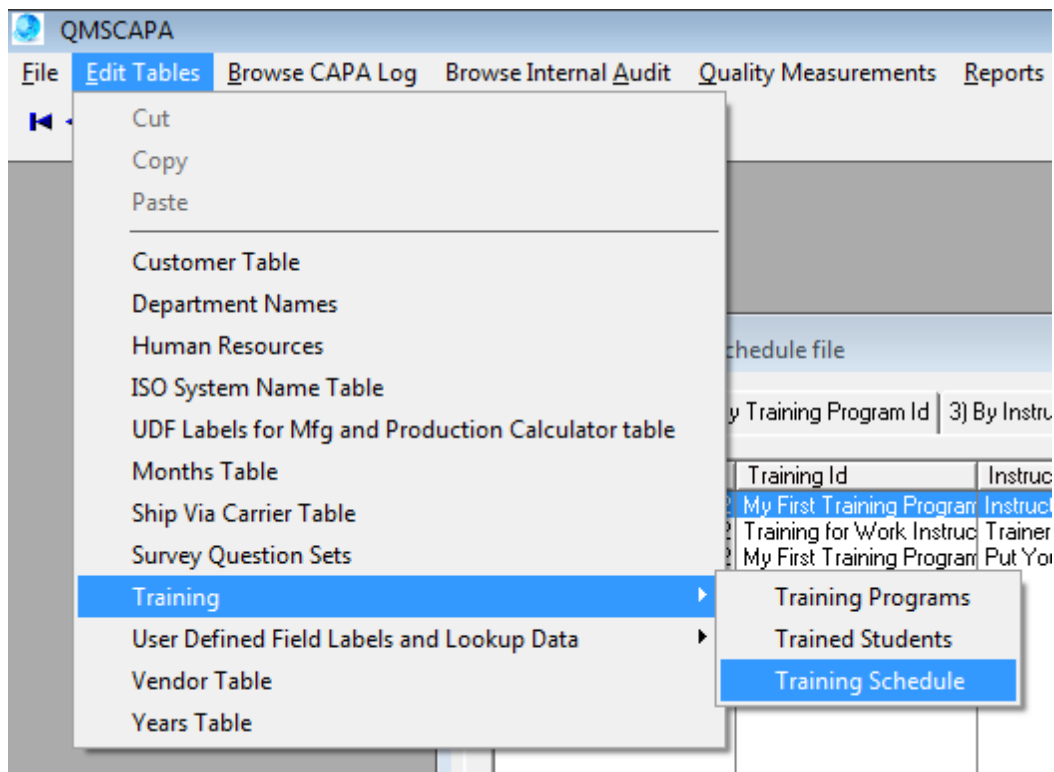 QMSCAPA
File Edit Tables Browse CAPA Log Browse Internal Audit Quality Measurements Reports
Cut
Copy
Paste
Customer Table
Department Names
Human Resources
ISO System Name Table
UDF Labels for Mfg and Production Calculator table
Months Table
Ship Via Carrier Table
Survey Question Sets
Training
User Defined Field Labels and Lookup Data
Vendor Table
Years Table
Training Programs
Trained Students
Training Schedule
chedule file
y Training Program Id 3) By Instru
Training Id Instruc
My First Training Program Instruct
Training for Work Instruc Trainer
My First Training Program Put You